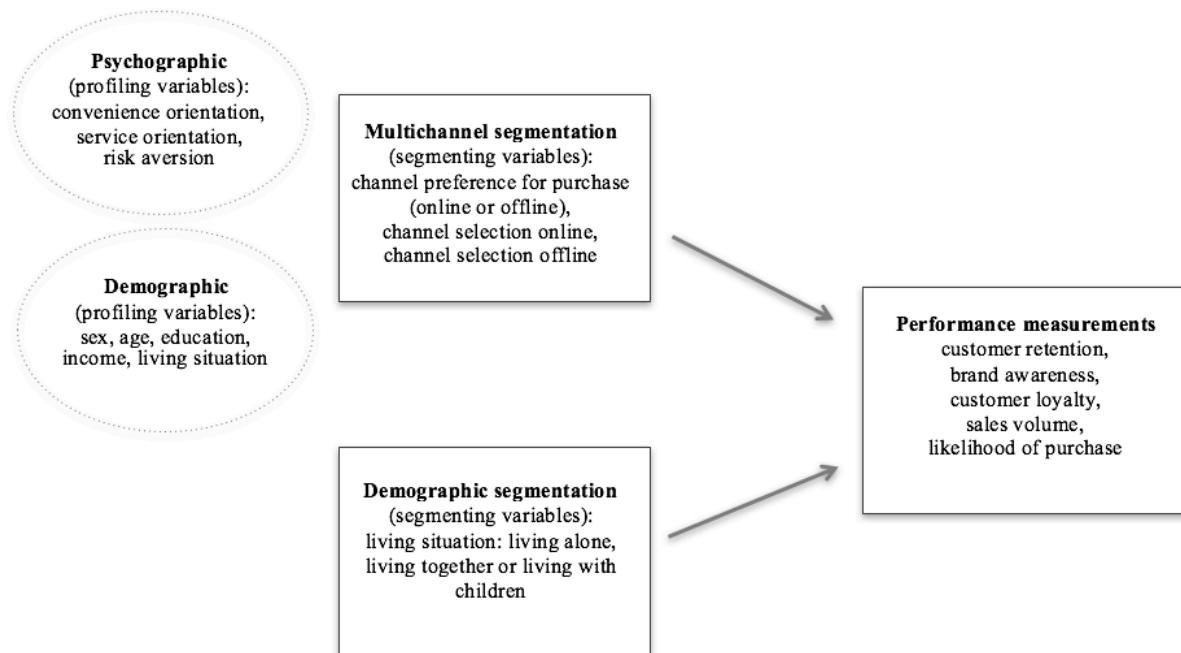 Psychographic
(profiling variables):
convenience orientation,
service orientation,
risk aversion
Demographic
(profiling variables):
sex, age, education,
income, living situation
Multichannel segmentation
(segmenting variables):
channel preference for purchase
(online or offline),
channel selection online,
channel selection offline
Demographic segmentation
(segmenting variables):
living situation: living alone,
living together or living with
children
Performance measurements
customer retention,
brand awareness,
customer loyalty,
sales volume,
likelihood of purchase